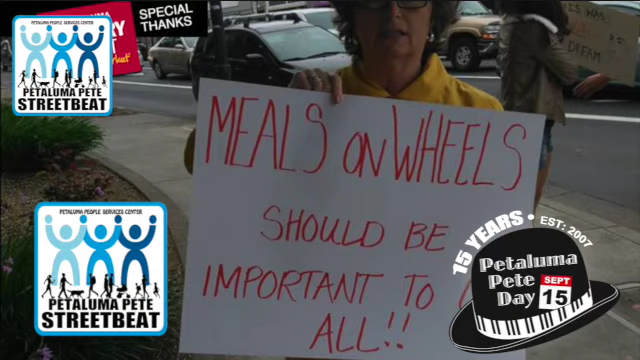 PETALUMA PEOPLE SERVICES CENTER
PETALUMA PETE
STREETBEAT
SPECIAL
THANKS
MEALS ON WHEELS
SHOULD BE
IMPORTANT TO
ALL!!
PETALUMA PEOPLE SERVICES CENTER
PETALUMA PETE
STREETBEAT
15 YEARS • EST: 2007
Petaluma
Pete
Day
SEPT
15
DREAM